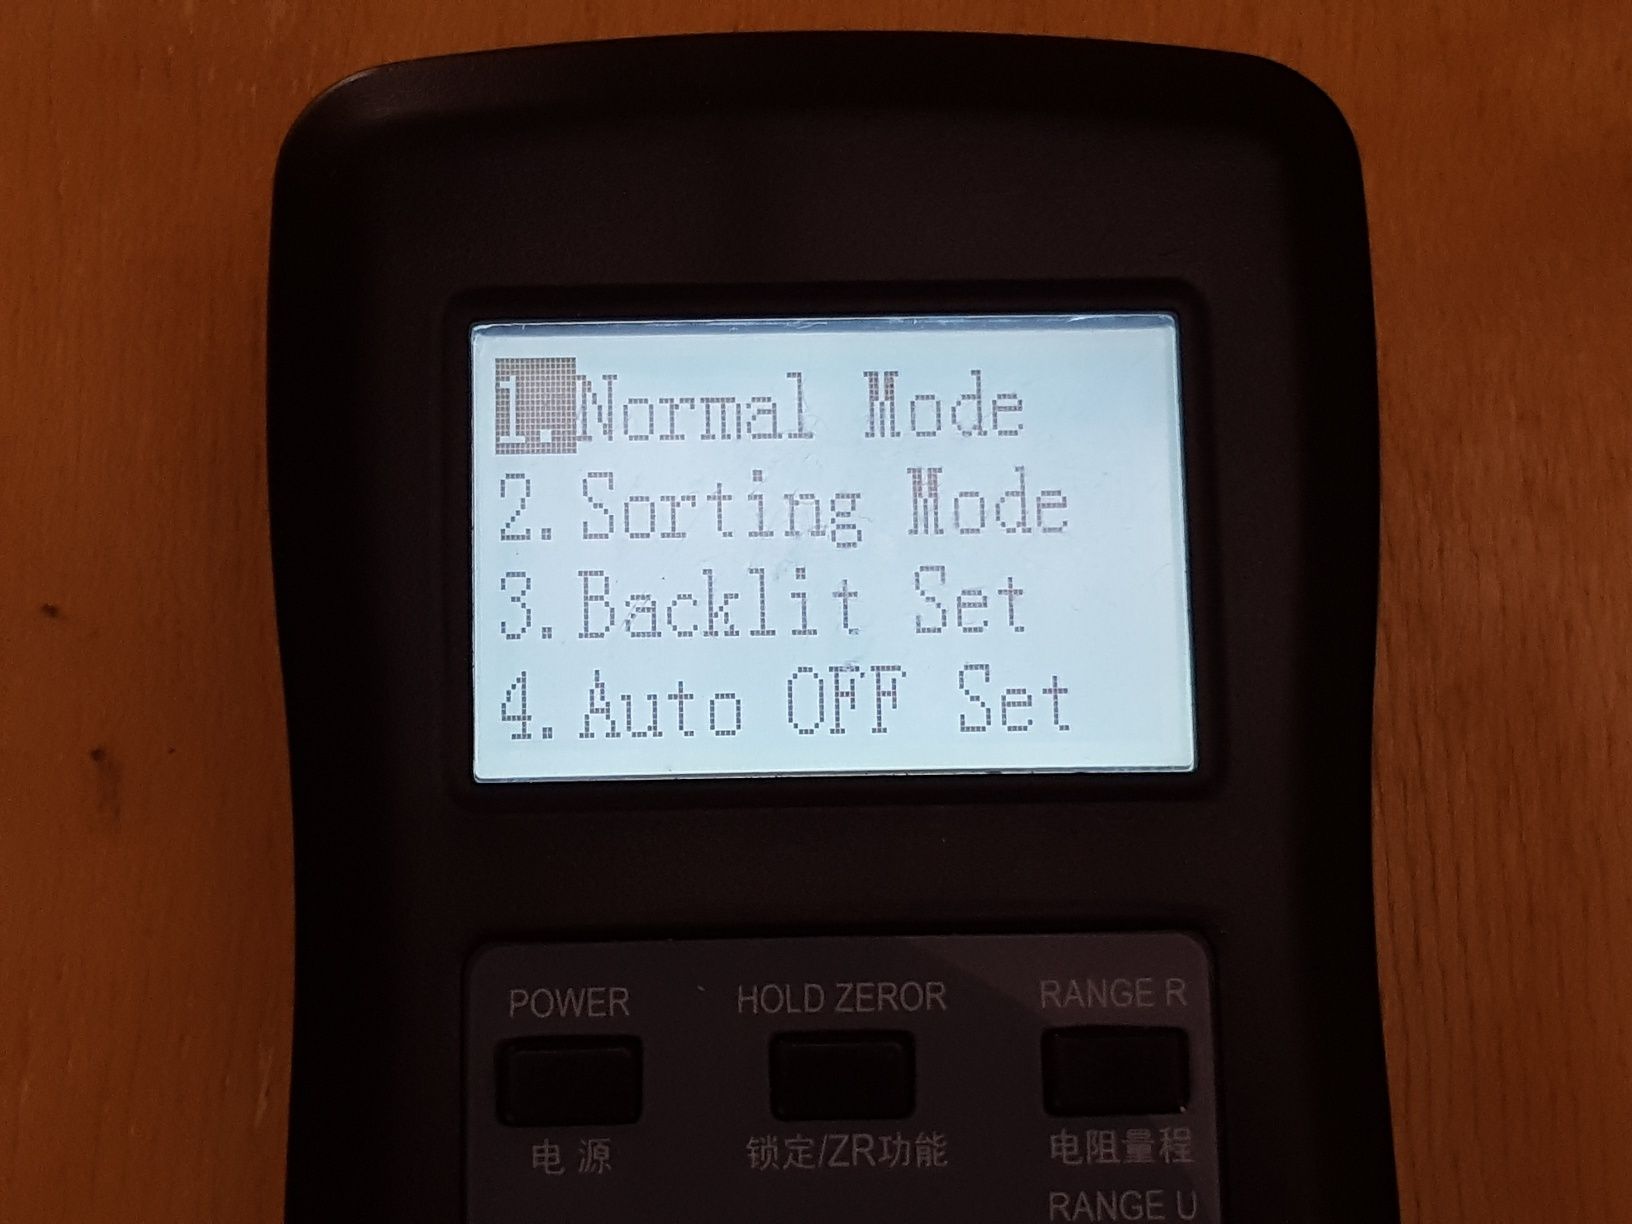 1.Normal Mode
2.Sorting Mode
3.Backlit Set
4.Auto OFF Set
POWER HOLD ZEROR RANGE R
电源 锁定/ZR功能 电阻量程
RANGE U